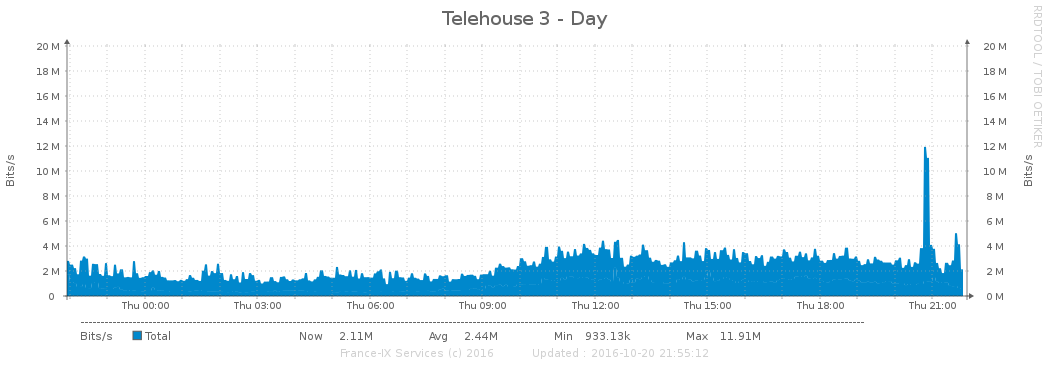 Telehouse 3 - Day
RRDTOOL / TOBI OETIKER
Bits/s
20 M
18 M
16 M
14 M
12 M
10 M
8 M
6 M
4 M
2 M
0
20 M
18 M
16 M
14 M
12 M
10 M
8 M
6 M
4 M
2 M
0 M
Bits/s
Thu 00:00 Thu 03:00 Thu 06:00 Thu 09:00 Thu 12:00 Thu 15:00 Thu 18:00 Thu 21:00
Bits/s Total Now 2.11M Avg 2.44M Min 933.13k Max 11.91M
France-IX Services (c) 2016 Updated : 2016-10-20 21:55:12